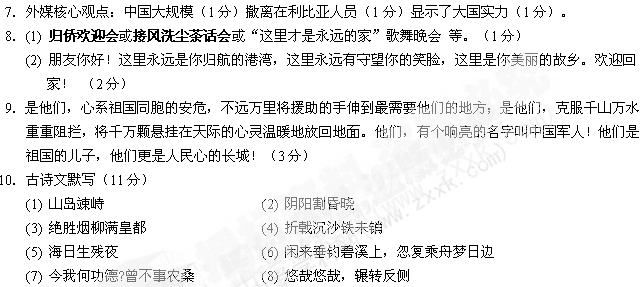 7. 外媒核心观点：中国大规模（1分）撤离在利比亚人员（1分）显示了大国实力（1分）。
8. (1) 归侨欢迎会或接风洗尘茶话会或“这里才是永远的家”歌舞晚会 等。（1分）
(2) 朋友你好！这里永远是你归航的港湾，这里永远有守望你的笑脸，这里是你美丽的故乡。欢迎回
家！ （2分）
9. 是他们，心系祖国同胞的安危，不远万里将援助的手伸到最需要他们的地方；是他们，克服千山万水
重重阻拦，将千万颗悬挂在天际的心灵温暖地放回地面。他们，有个响亮的名字叫中国军人！他们是
祖国的儿子，他们更是人民心的长城！（3分）
10. 古诗文默写（11分）
(1) 山岛竦峙 (2) 阴阳割昏晓
(3) 绝胜烟柳满皇都 (4) 折戟沉沙铁未销
(5) 海日生残夜 (6) 闲来垂钓碧溪上，忽复乘舟梦日边
(7) 今我何功德?曾不事农桑 (8) 悠哉悠哉，辗转反侧